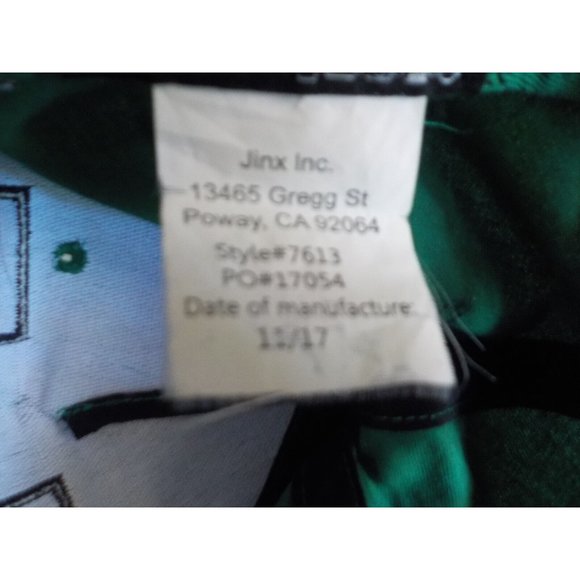 Jinx Inc.
13465 Gregg St
Poway, CA 92064
Style#7613
PO#17054
Date of manufacture:
11/17